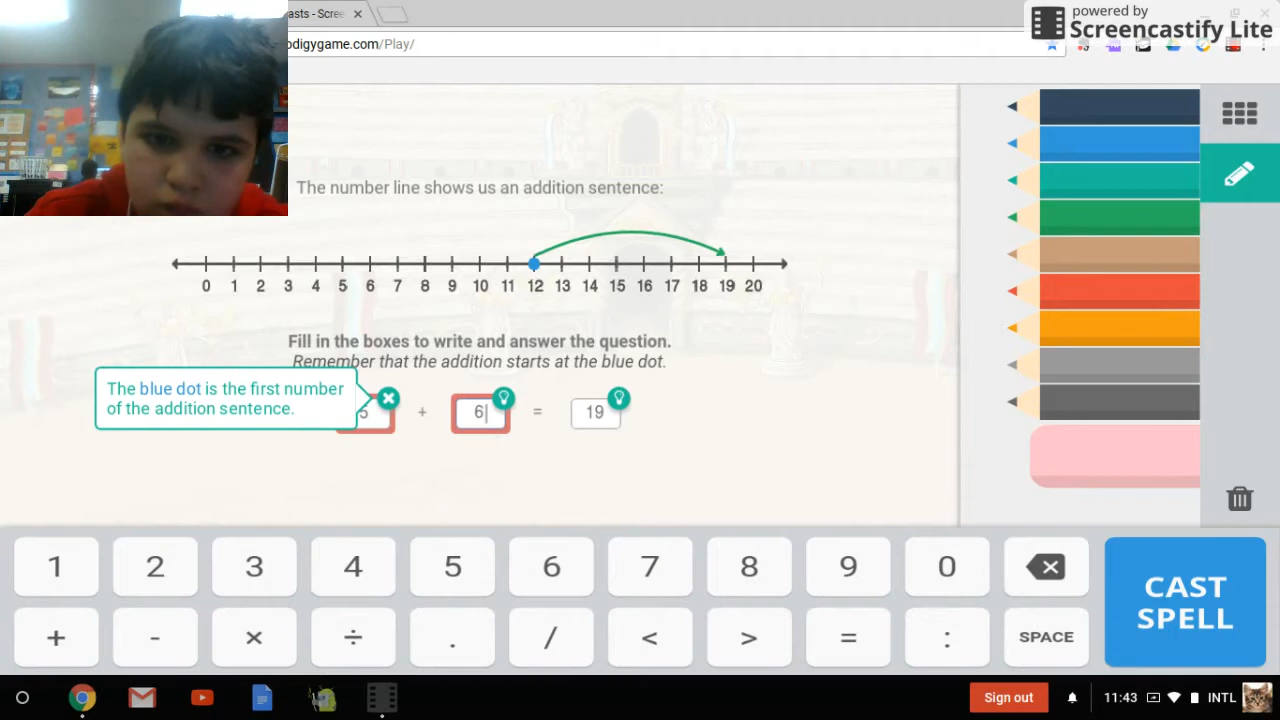 asts - Scree
powered by
Screencastify Lite
odigygame.com/Play/
The number line shows us an addition sentence:
0 1 2 3 4 5 6 7 8 9 10 11 12 13 14 15 16 17 18 19 20
Fill in the boxes to write and answer the question.
Remember that the addition starts at the blue dot.
The blue dot is the first number
of the addition sentence.
5 + 6 = 19
1 2 3 4 5 6 7 8 9 0
CAST
SPELL
+ - × ÷ . / < > = : SPACE
Sign out 11:43 INTL